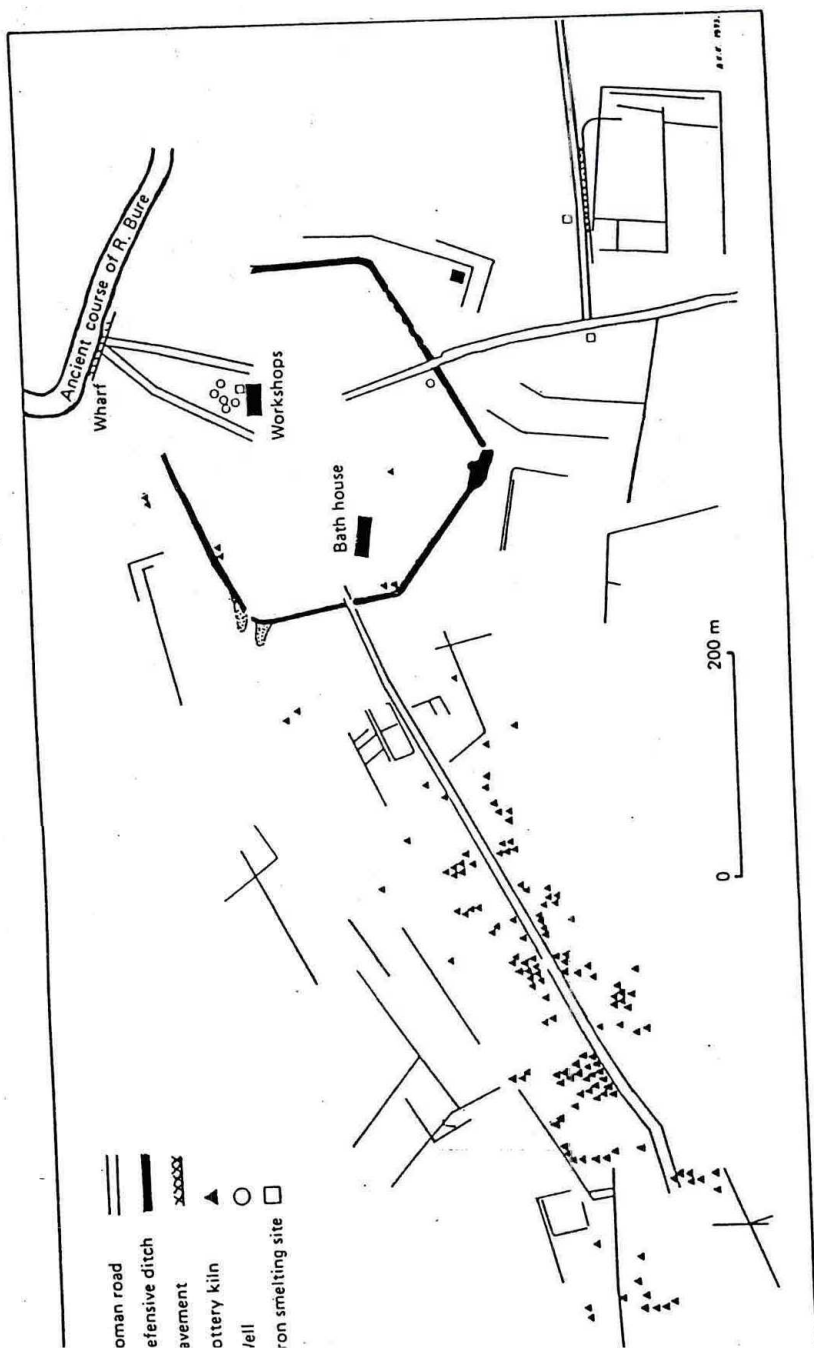 Ancient course of R. Bure
Wharf
Workshops
Bath house
200 m
0
oman road
efensive ditch
avement
ottery kiln
ell
ron smelting site